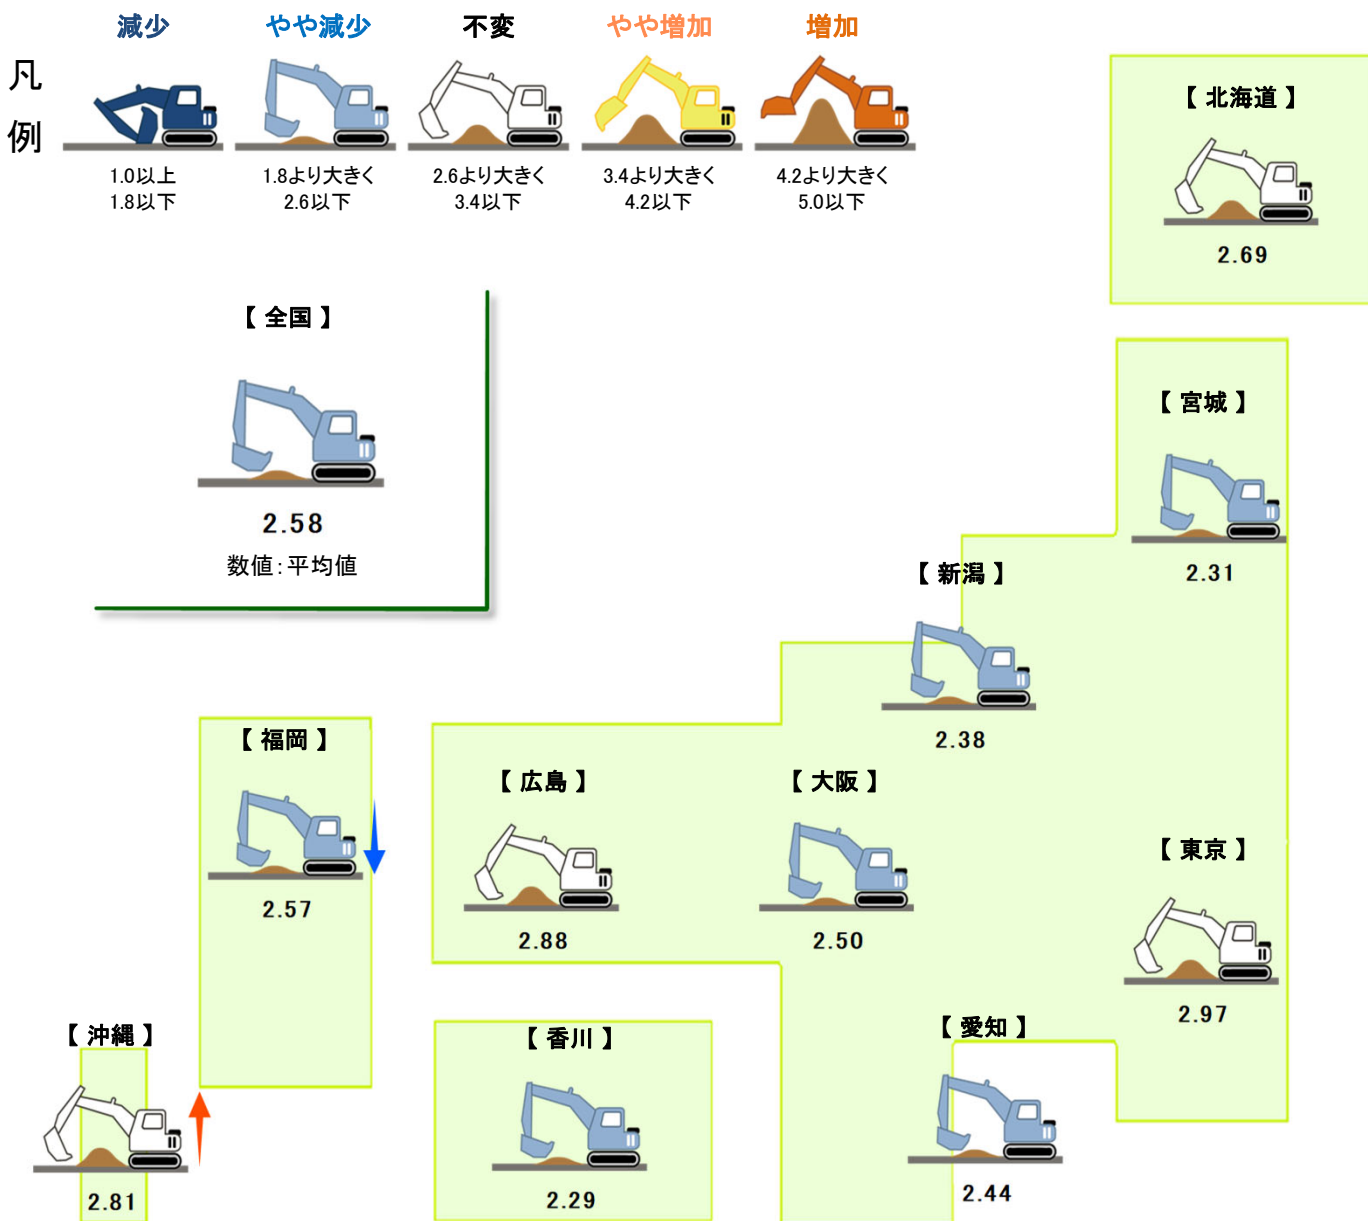 減少 やや減少 不変 やや増加 増加
凡
例
1.0以上 1.8より大きく 2.6より大きく 3.4より大きく 4.2より大きく
1.8以下 2.6以下 3.4以下 4.2以下 5.0以下
【 北海道 】
2.69
【 全国 】
2.58
数値：平均値
【 宮城 】
2.31
【 新潟 】
2.38
【 福岡 】
2.57
【 広島 】
2.88
【 大阪 】
2.50
【 東京 】
2.97
【 沖縄 】
2.81
【 香川 】
2.29
【 愛知 】
2.44